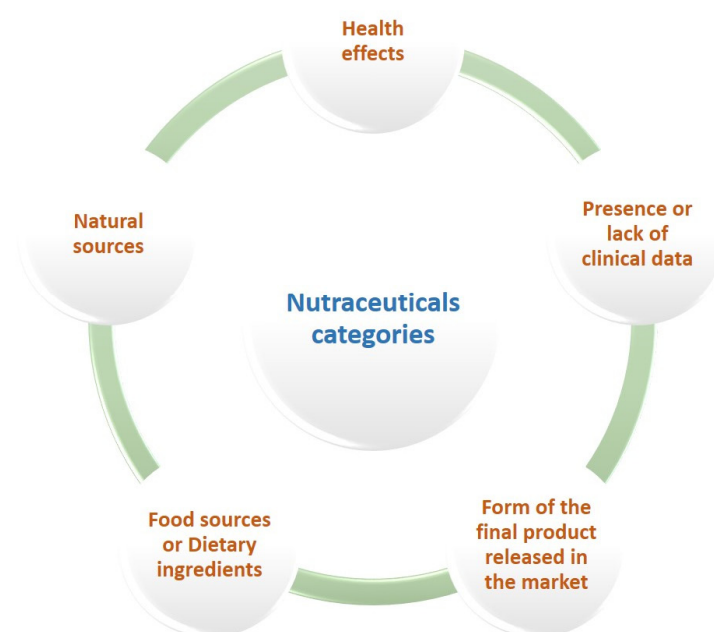 Health
effects
Presence or
lack of
clinical data
Natural
sources
Nutraceuticals
categories
Food sources
or Dietary
ingredients
Form of the
final product
released in
the market